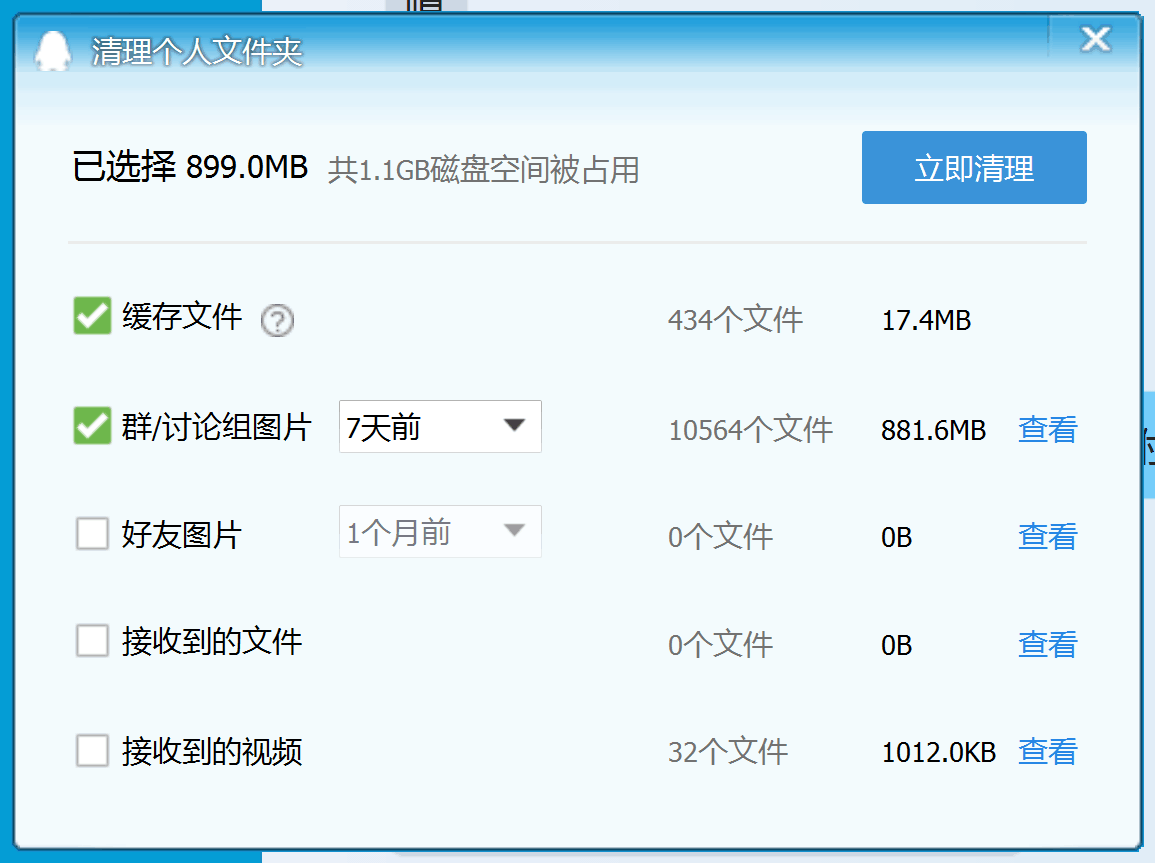 清理个人文件夹
已选择 899.0MB 共1.1GB磁盘空间被占用 立即清理
缓存文件 ? 434个文件 17.4MB
群/讨论组图片 7天前 10564个文件 881.6MB 查看
好友图片 1个月前 0个文件 0B 查看
接收到的文件 0个文件 0B 查看
接收到的视频 32个文件 1012.0KB 查看